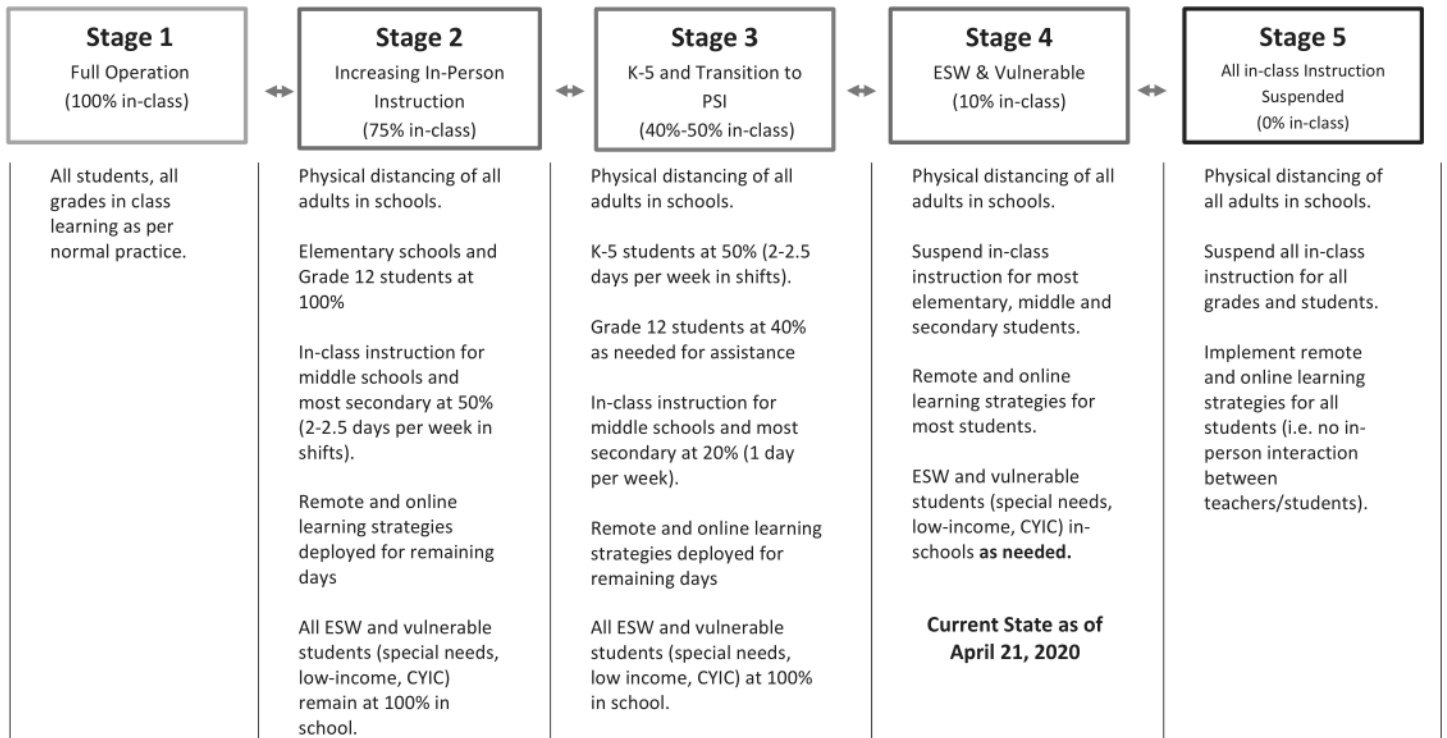 Stage 1
Full Operation
(100% in-class)
All students, all
grades in class
learning as per
normal practice.
Stage 2
Increasing In-Person
Instruction
(75% in-class)
Physical distancing of all
adults in schools.
Elementary schools and
Grade 12 students at
100%
In-class instruction for
middle schools and
most secondary at 50%
(2-2.5 days per week in
shifts).
Remote and online
learning strategies
deployed for remaining
days
All ESW and vulnerable
students (special needs,
low-income, CYIC)
remain at 100% in
school.
Stage 3
K-5 and Transition to
PSI
(40%-50% in-class)
Physical distancing of all
adults in schools.
K-5 students at 50% (2-2.5
days per week in shifts).
Grade 12 students at 40%
as needed for assistance
In-class instruction for
middle schools and most
secondary at 20% (1 day
per week).
Remote and online learning
strategies deployed for
remaining days
All ESW and vulnerable
students (special needs,
low income, CYIC) at 100%
in school.
Stage 4
ESW & Vulnerable
(10% in-class)
Physical distancing of all
adults in schools.
Suspend in-class
instruction for most
elementary, middle and
secondary students.
Remote and online
learning strategies for
most students.
ESW and vulnerable
students (special needs,
low-income, CYIC) in-
schools as needed.
Current State as of
April 21, 2020
Stage 5
All in-class Instruction
Suspended
(0% in-class)
Physical distancing of
all adults in schools.
Suspend all in-class
instruction for all
grades and students.
Implement remote
and online learning
strategies for all
students (i.e. no in-
person interaction
between
teachers/students).